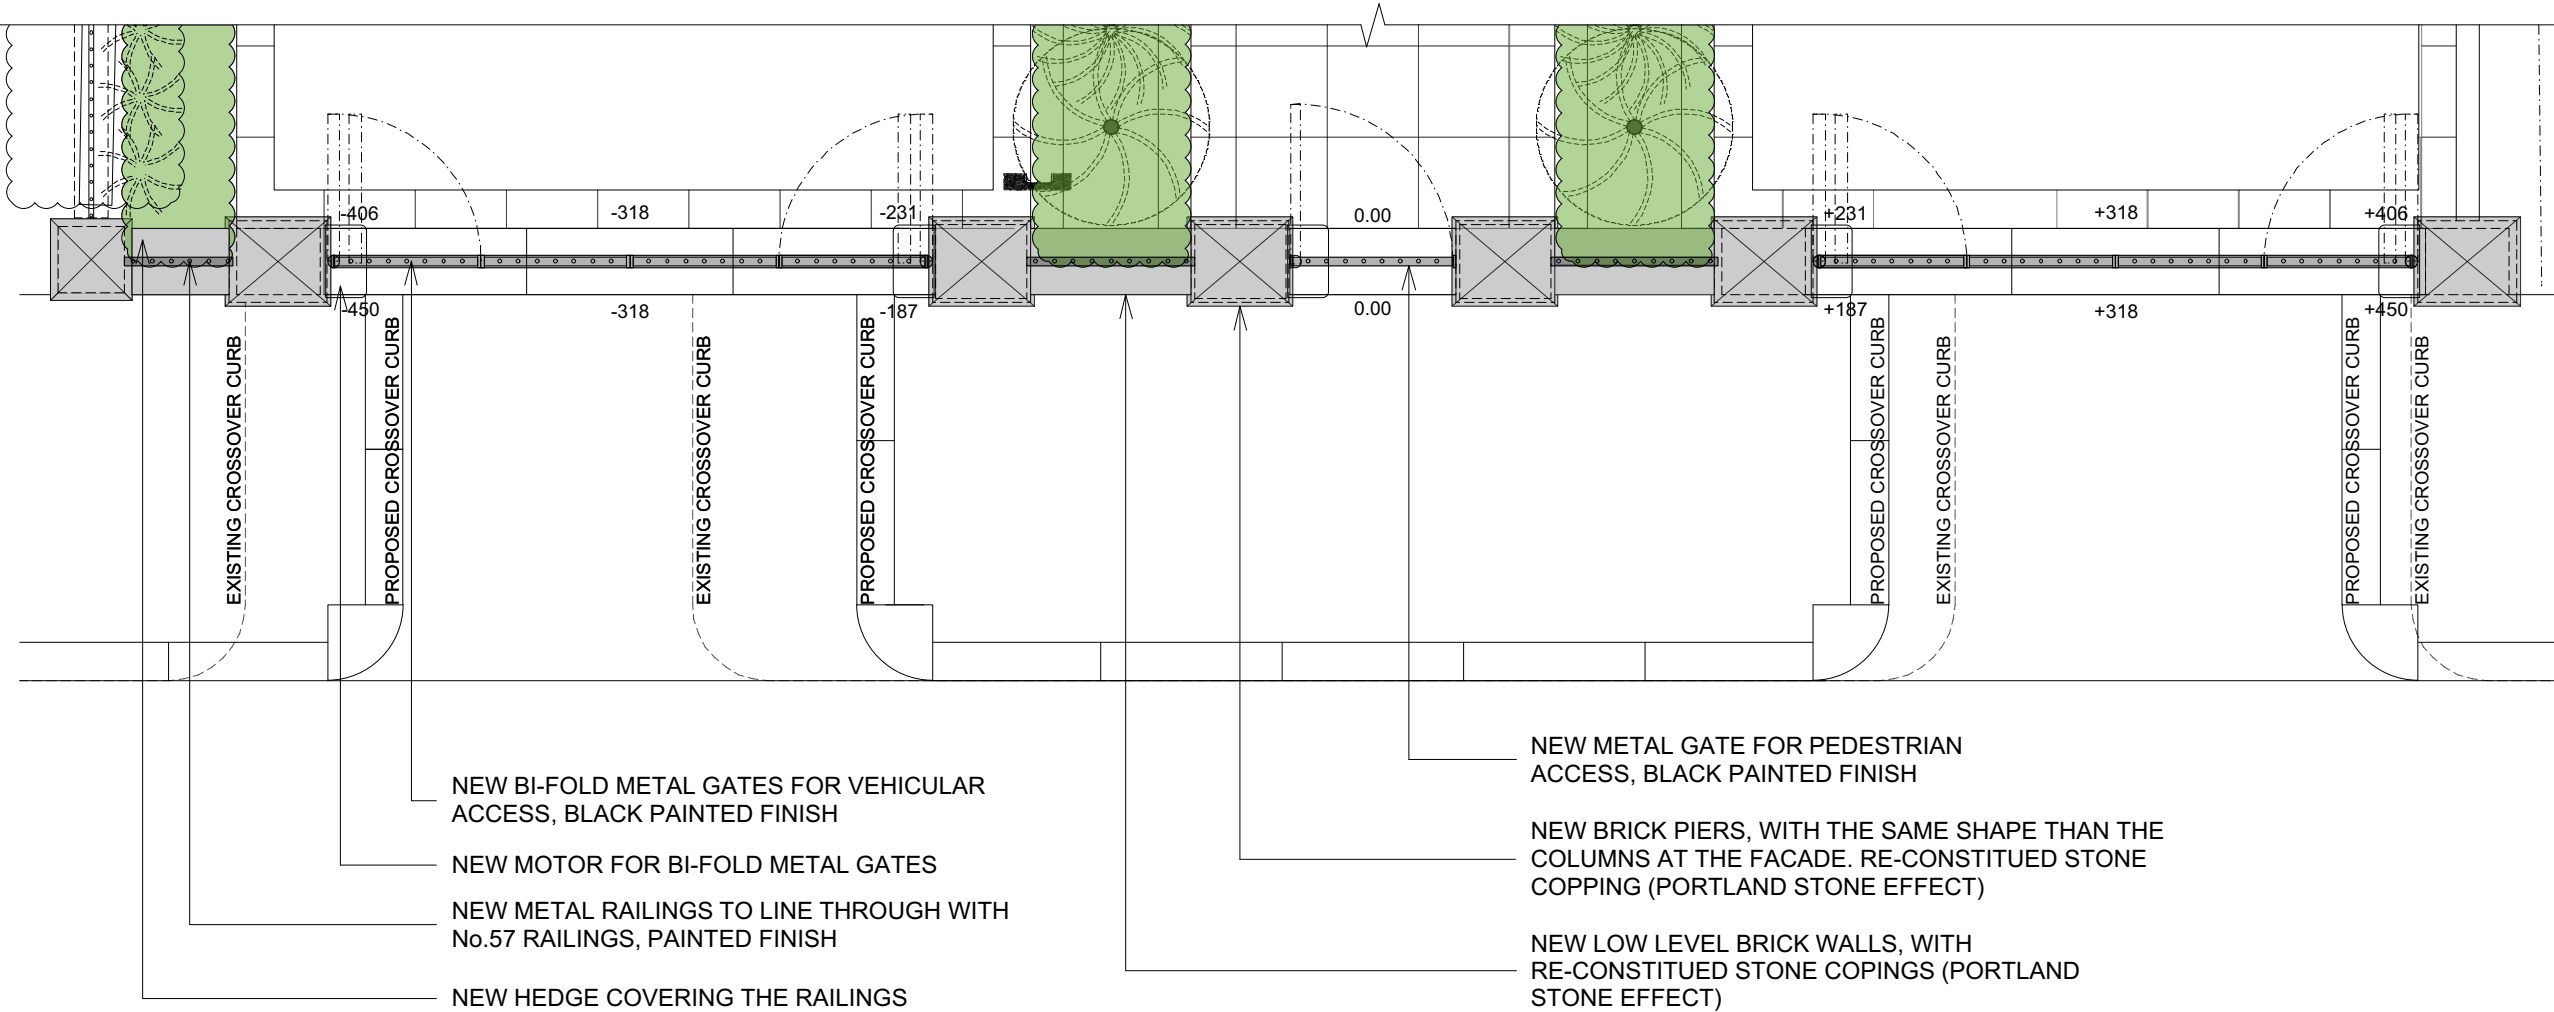 -406
-318
-231
0.00
+231
+318
+406
-450
-318
-187
0.00
+187
+318
+450
EXISTING CROSSOVER CURB
PROPOSED CROSSOVER CURB
EXISTING CROSSOVER CURB
PROPOSED CROSSOVER CURB
PROPOSED CROSSOVER CURB
EXISTING CROSSOVER CURB
PROPOSED CROSSOVER CURB
EXISTING CROSSOVER CURB
NEW BI-FOLD METAL GATES FOR VEHICULAR
ACCESS, BLACK PAINTED FINISH
NEW MOTOR FOR BI-FOLD METAL GATES
NEW METAL RAILINGS TO LINE THROUGH WITH
No.57 RAILINGS, PAINTED FINISH
NEW HEDGE COVERING THE RAILINGS
NEW METAL GATE FOR PEDESTRIAN
ACCESS, BLACK PAINTED FINISH
NEW BRICK PIERS, WITH THE SAME SHAPE THAN THE
COLUMNS AT THE FACADE. RE-CONSTITUED STONE
COPPING (PORTLAND STONE EFFECT)
NEW LOW LEVEL BRICK WALLS, WITH
RE-CONSTITUED STONE COPINGS (PORTLAND
STONE EFFECT)